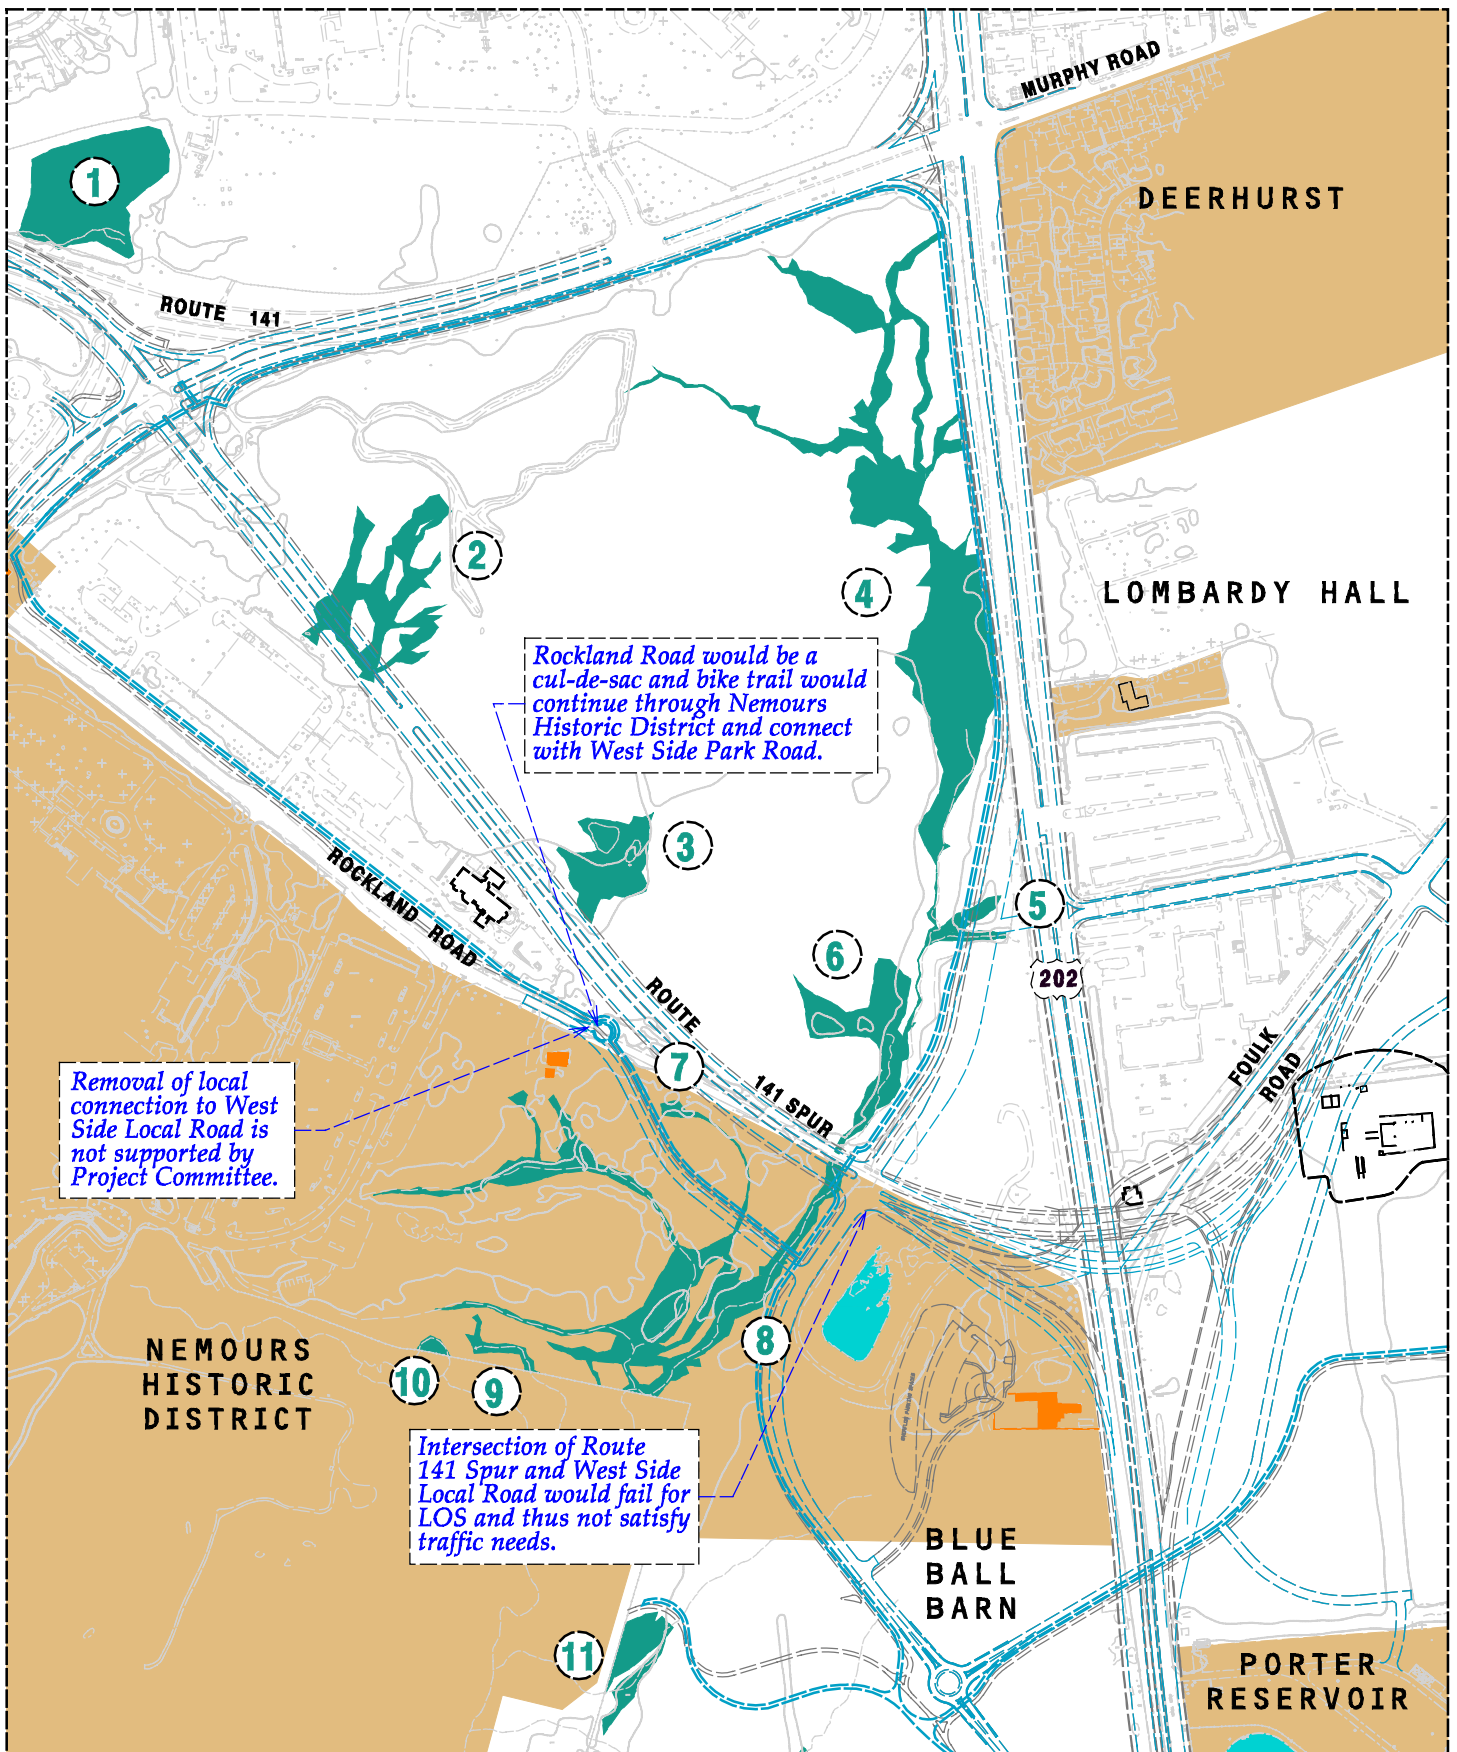 MURPHY ROAD
1
DEERHURST
ROUTE 141
2
4
LOMBARDY HALL
Rockland Road would be a
cul-de-sac and bike trail would
continue through Nemours
Historic District and connect
with West Side Park Road.
3
ROCKLAND ROAD
5
6
202
ROUTE
141 SPUR
7
FOULK
ROAD
Removal of local
connection to West
Side Local Road is
not supported by
Project Committee.
8
NEMOURS
HISTORIC
DISTRICT
10
9
Intersection of Route
141 Spur and West Side
Local Road would fail for
LOS and thus not satisfy
traffic needs.
BLUE
BALL
BARN
11
PORTER
RESERVOIR